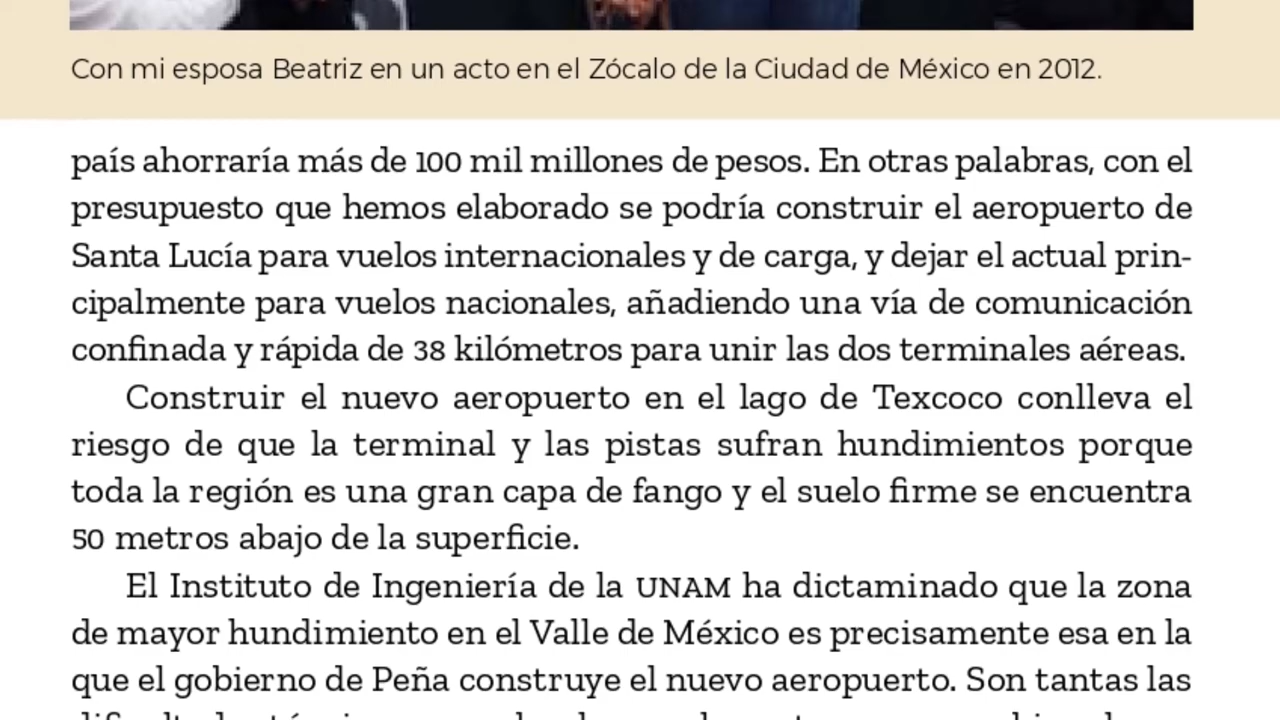 Con mi esposa Beatriz en un acto en el Zócalo de la Ciudad de México en 2012.
país ahorraría más de 100 mil millones de pesos. En otras palabras, con el
presupuesto que hemos elaborado se podría construir el aeropuerto de
Santa Lucía para vuelos internacionales y de carga, y dejar el actual prin-
cipalmente para vuelos nacionales, añadiendo una vía de comunicación
confinada y rápida de 38 kilómetros para unir las dos terminales aéreas.
Construir el nuevo aeropuerto en el lago de Texcoco conlleva el
riesgo de que la terminal y las pistas sufran hundimientos porque
toda la región es una gran capa de fango y el suelo firme se encuentra
50 metros abajo de la superficie.
El Instituto de Ingeniería de la UNAM ha dictaminado que la zona
de mayor hundimiento en el Valle de México es precisamente esa en la
que el gobierno de Peña construye el nuevo aeropuerto. Son tantas las